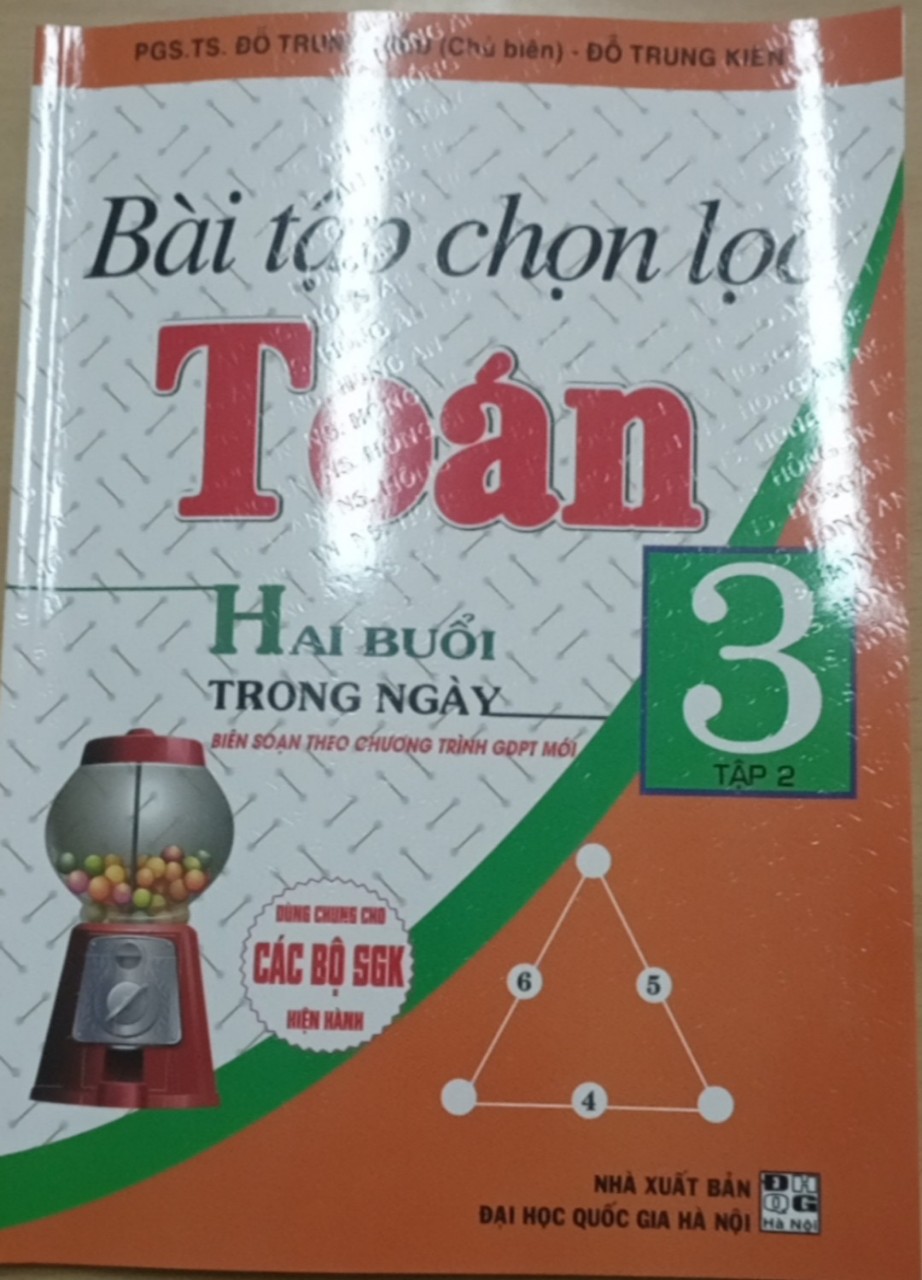 PGS.TS. ĐỖ TRUNG (Chủ biên) - ĐỖ TRUNG KIÊN
Bài tập chọn lọc
Toán
HAI BUỔI
TRONG NGÀY
BIÊN SOẠN THEO CHƯƠNG TRÌNH GDPT MỚI
3
TẬP 2
DÙNG CHUNG CHO
CÁC BỘ SGK
HIỆN HÀNH
6 5
4
NHÀ XUẤT BẢN
ĐẠI HỌC QUỐC GIA HÀ NỘI
ĐH
QG
Hà Nội